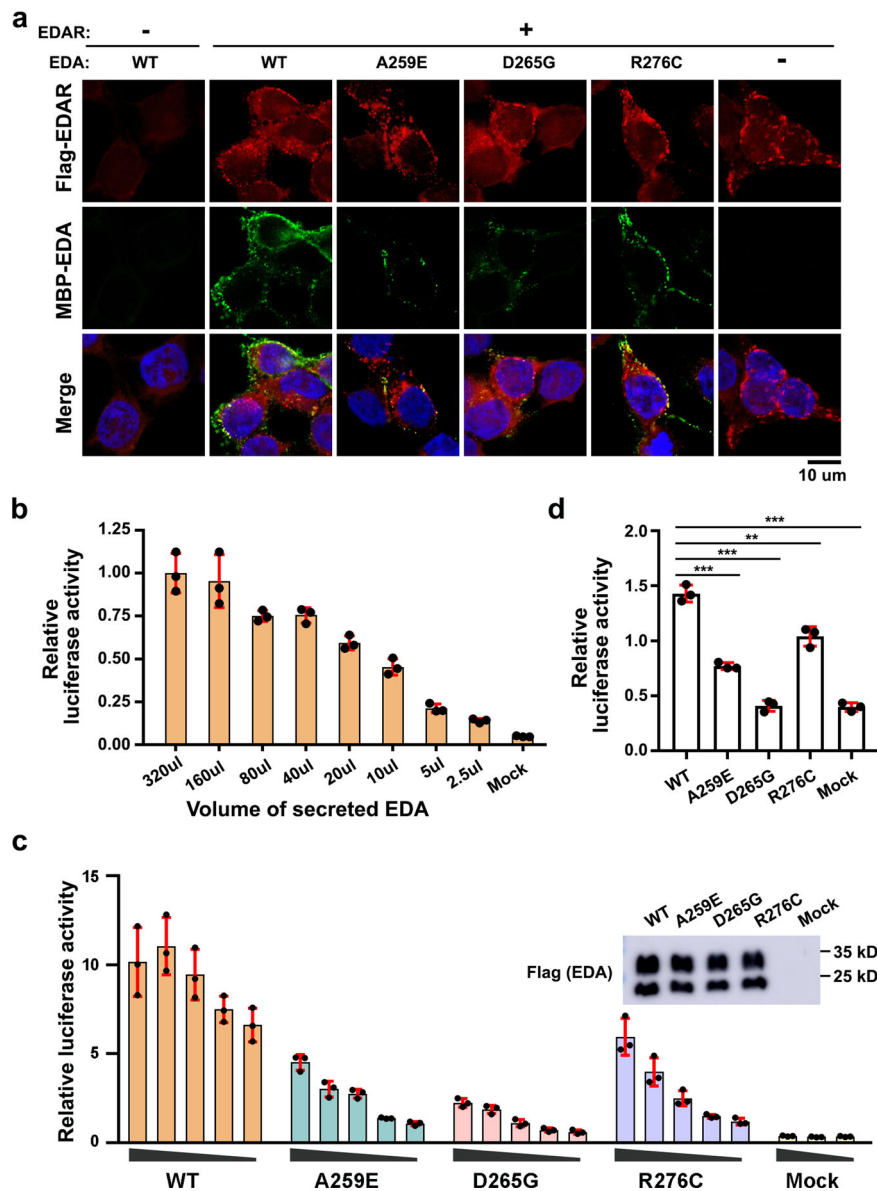 a
EDAR: - +
EDA: WT WT A259E D265G R276C -
Flag-EDAR
MBP-EDA
Merge
10 um
b
Relative
luciferase activity
1.25
1.00
0.75
0.50
0.25
0.00
320ul 160ul 80ul 40ul 20ul 10ul 5ul 2.5ul Mock
Volume of secreted EDA
d
***
**
***
***
Relative
luciferase activity
2.0
1.5
1.0
0.5
0.0
WT A259E D265G R276C Mock
c
Relative luciferase activity
15
10
5
0
WT A259E D265G R276C Mock
Flag (EDA)
35 kD
25 kD
WT A259E D265G R276C Mock